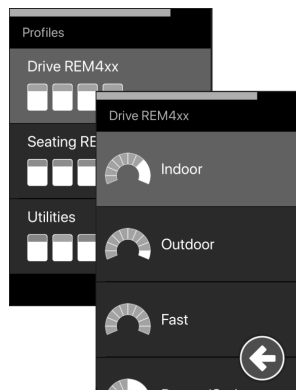 Profiles
Drive REM4xx
Seating RE
Utilities
Drive REM4xx
Indoor
Outdoor
Fast